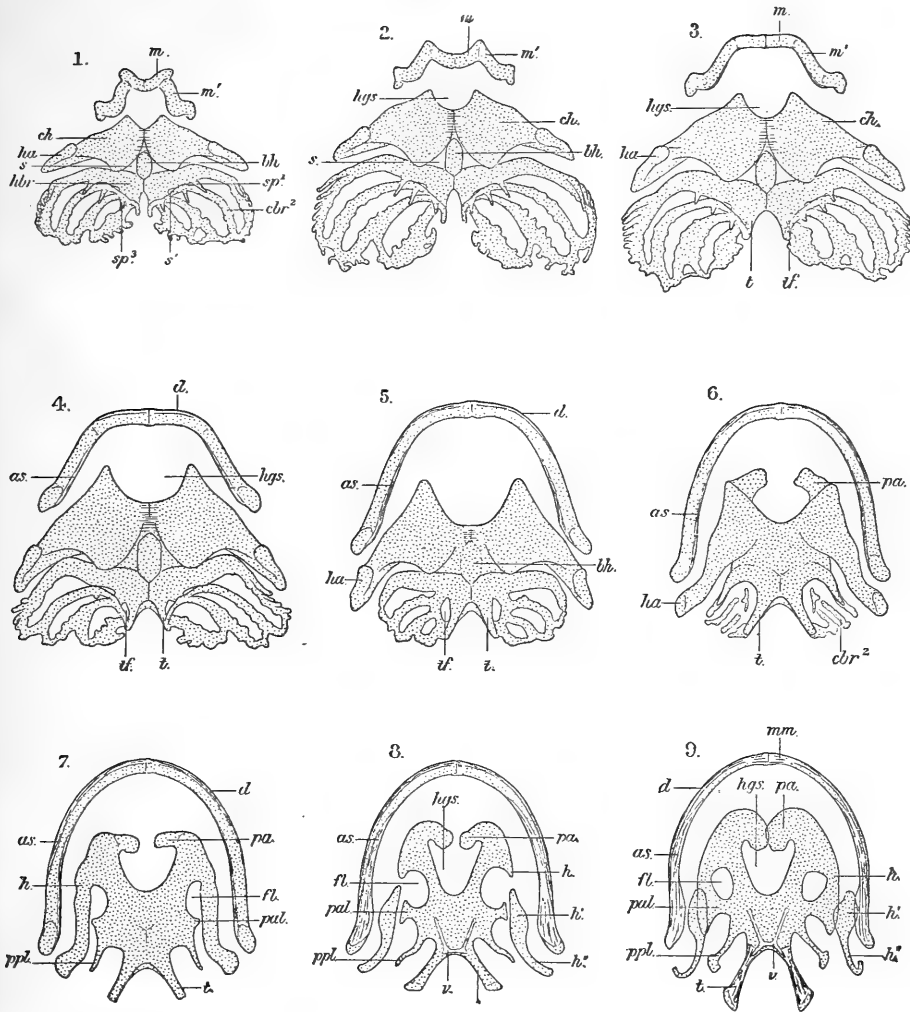 1.
m.
m'.
ch
ha
s
hbr
bh
sp²
cbr²
sp³
s'
2.
m'.
hgs.
ch.
s.
bh.
3.
m.
m'
hgs.
ch.
ha
t
tf.
4.
d.
as.
hgs.
tf.
t.
5.
d.
as.
ha
bh.
tf.
t.
6.
pa.
as
ha
t.
cbr²
7.
d
as.
pa.
h.
fl.
pal.
ppl.
t.
8.
hgs.
as.
pa.
fl.
h.
pal.
h'.
ppl.
h".
v.
9.
mm.
d
hgs.
pa.
as.
fl.
h.
pal.
h'.
ppl.
h".
t.
v.